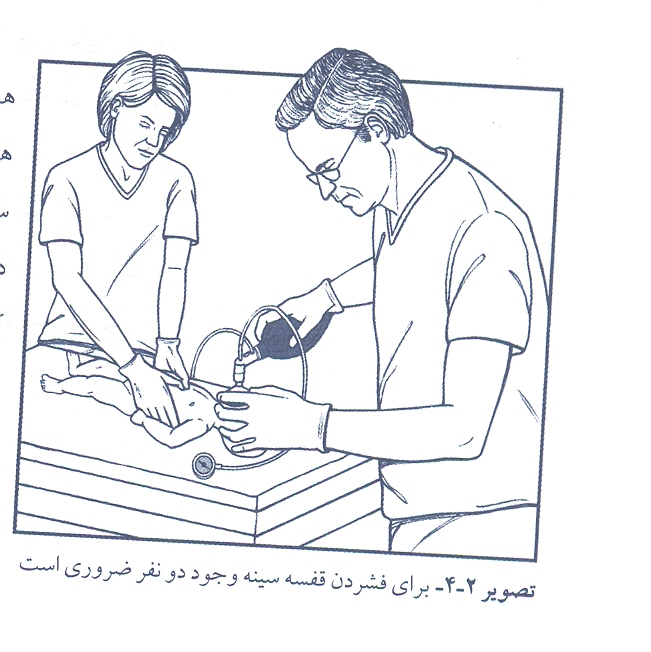 تصویر ۲-۴- برای فشردن قفسه سینه وجود دو نفر ضروری است